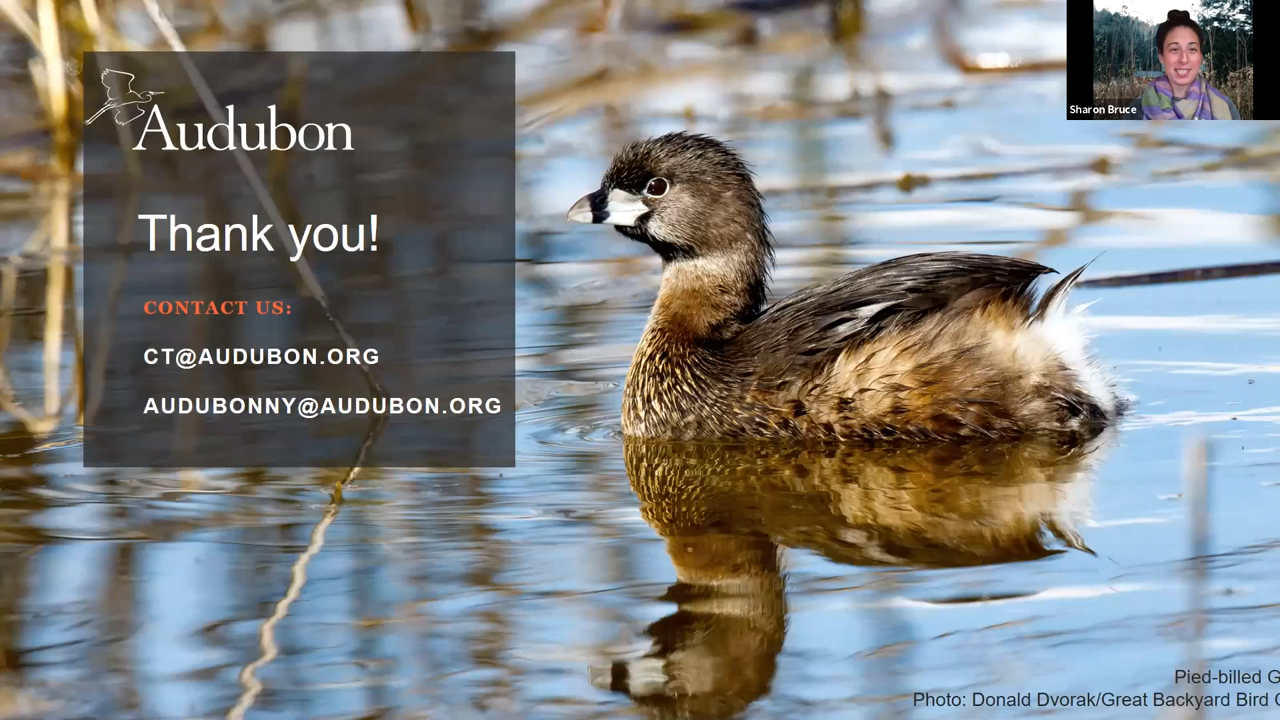 Audubon
Thank you!
CONTACT US:
CT@AUDUBON.ORG
AUDUBONNY@AUDUBON.ORG
Sharon Bruce
Pied-billed G
Photo: Donald Dvorak/Great Backyard Bird